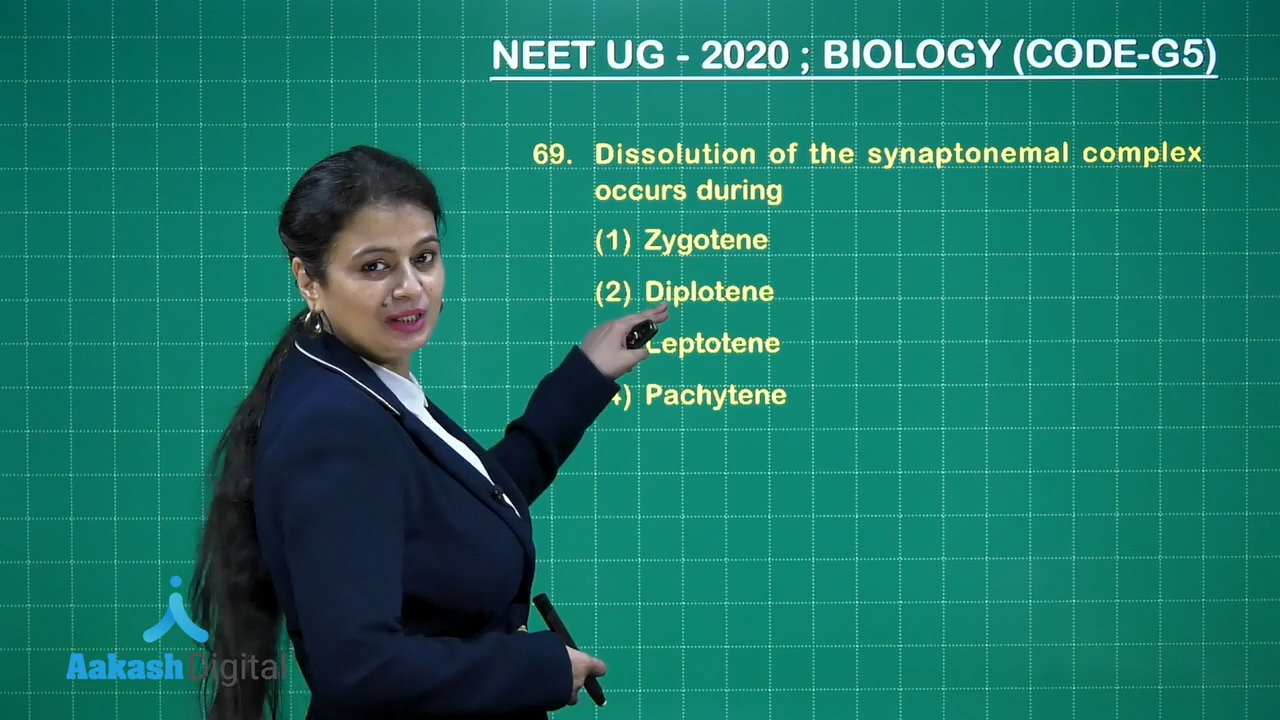 NEET UG - 2020 ; BIOLOGY (CODE-G5)
69. Dissolution of the synaptonemal complex
occurs during
(1) Zygotene
(2) Diplotene
Leptotene
4) Pachytene
Aakash Digital